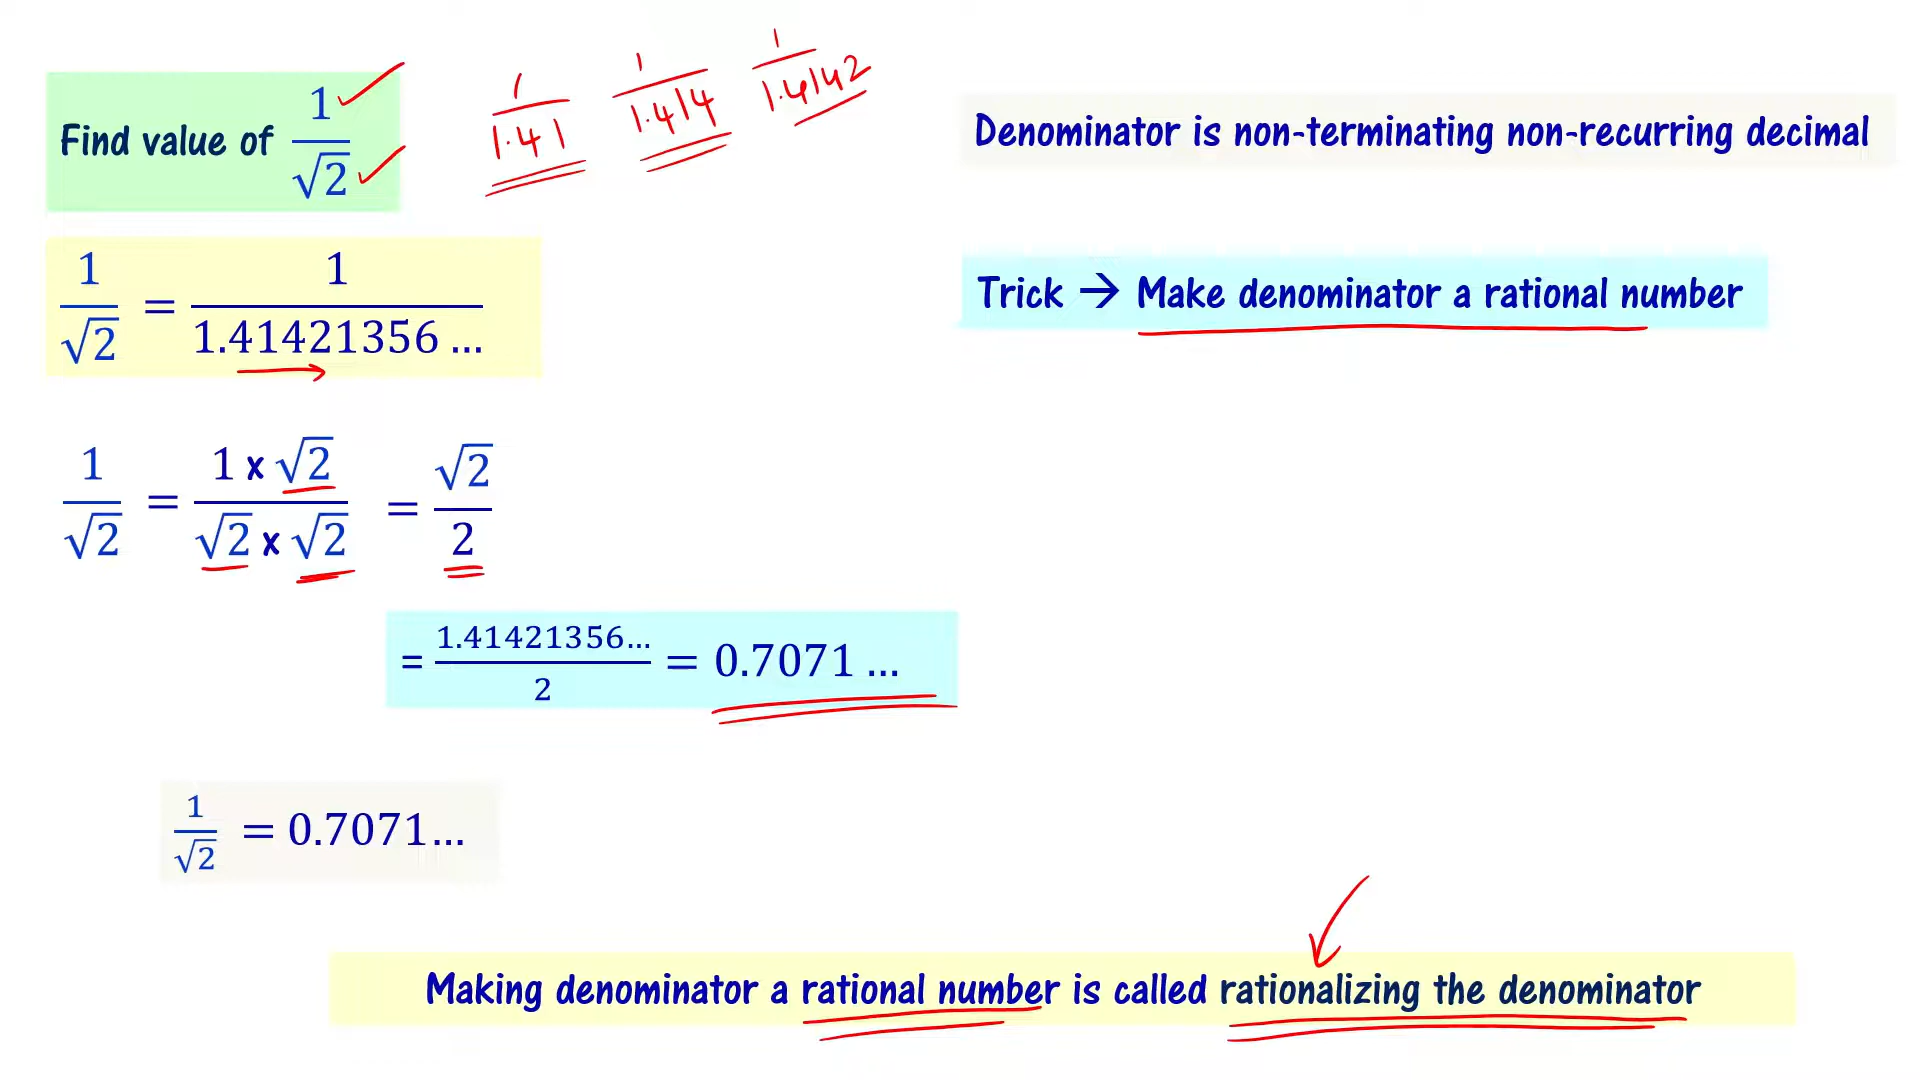 Find value of 1/√2
1/1.41 1/1.414 1/1.4142
Denominator is non-terminating non-recurring decimal
1/√2 = 1/1.41421356 ...
Trick → Make denominator a rational number
1/√2 = (1 x √2)/(√2 x √2) = √2/2
= 1.41421356.../2 = 0.7071 ...
1/√2 = 0.7071...
Making denominator a rational number is called rationalizing the denominator